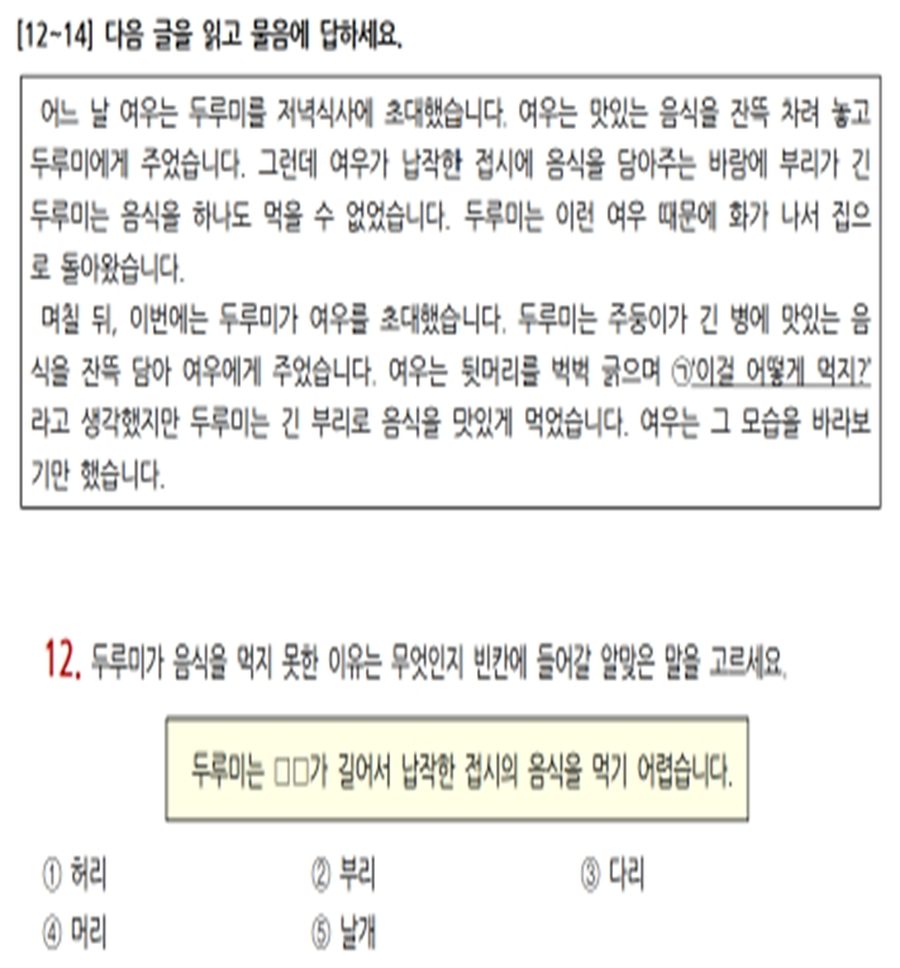 [12~14] 다음 글을 읽고 물음에 답하세요.
어느 날 여우는 두루미를 저녁식사에 초대했습니다. 여우는 맛있는 음식을 잔뜩 차려 놓고
두루미에게 주었습니다. 그런데 여우가 납작한 접시에 음식을 담아주는 바람에 부리가 긴
두루미는 음식을 하나도 먹을 수 없었습니다. 두루미는 이런 여우 때문에 화가 나서 집으
로 돌아왔습니다.
며칠 뒤, 이번에는 두루미가 여우를 초대했습니다. 두루미는 주둥이가 긴 병에 맛있는 음
식을 잔뜩 담아 여우에게 주었습니다. 여우는 뒷머리를 벅벅 긁으며 ㉠'이걸 어떻게 먹지?'
라고 생각했지만 두루미는 긴 부리로 음식을 맛있게 먹었습니다. 여우는 그 모습을 바라보
기만 했습니다.
12. 두루미가 음식을 먹지 못한 이유는 무엇인지 빈칸에 들어갈 알맞은 말을 고르세요.
두루미는 □□가 길어서 납작한 접시의 음식을 먹기 어렵습니다.
① 허리 ② 부리 ③ 다리
④ 머리 ⑤ 날개